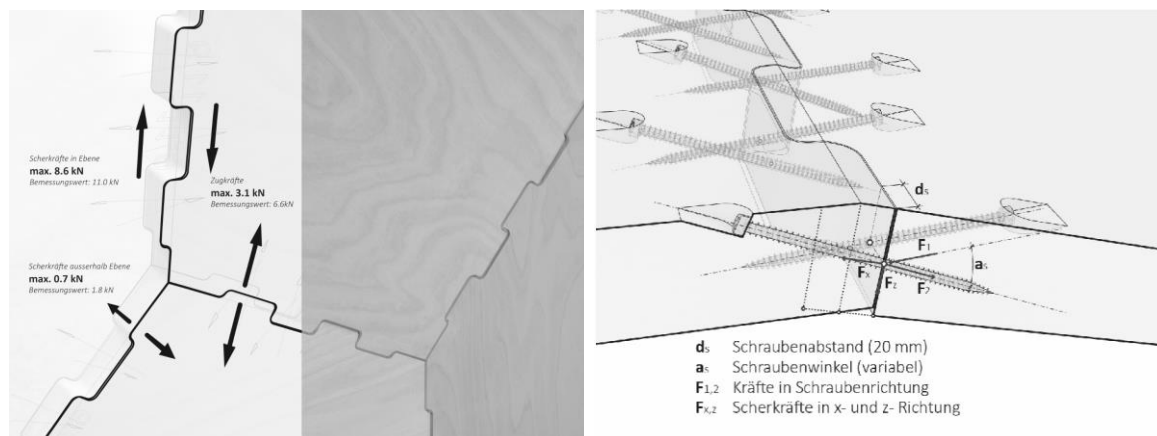 Scherkräfte in Ebene
max. 8.6 kN
Bemessungswert: 11.0 kN
Zugkräfte
max. 3.1 kN
Bemessungswert: 6.6kN
Scherkräfte ausserhalb Ebene
max. 0.7 kN
Bemessungswert: 1.8 kN
ds
F1
as
Fx
Fz
F2
ds Schraubenabstand (20 mm)
as Schraubenwinkel (variabel)
F1,2 Kräfte in Schraubenrichtung
Fx,z Scherkräfte in x- und z- Richtung